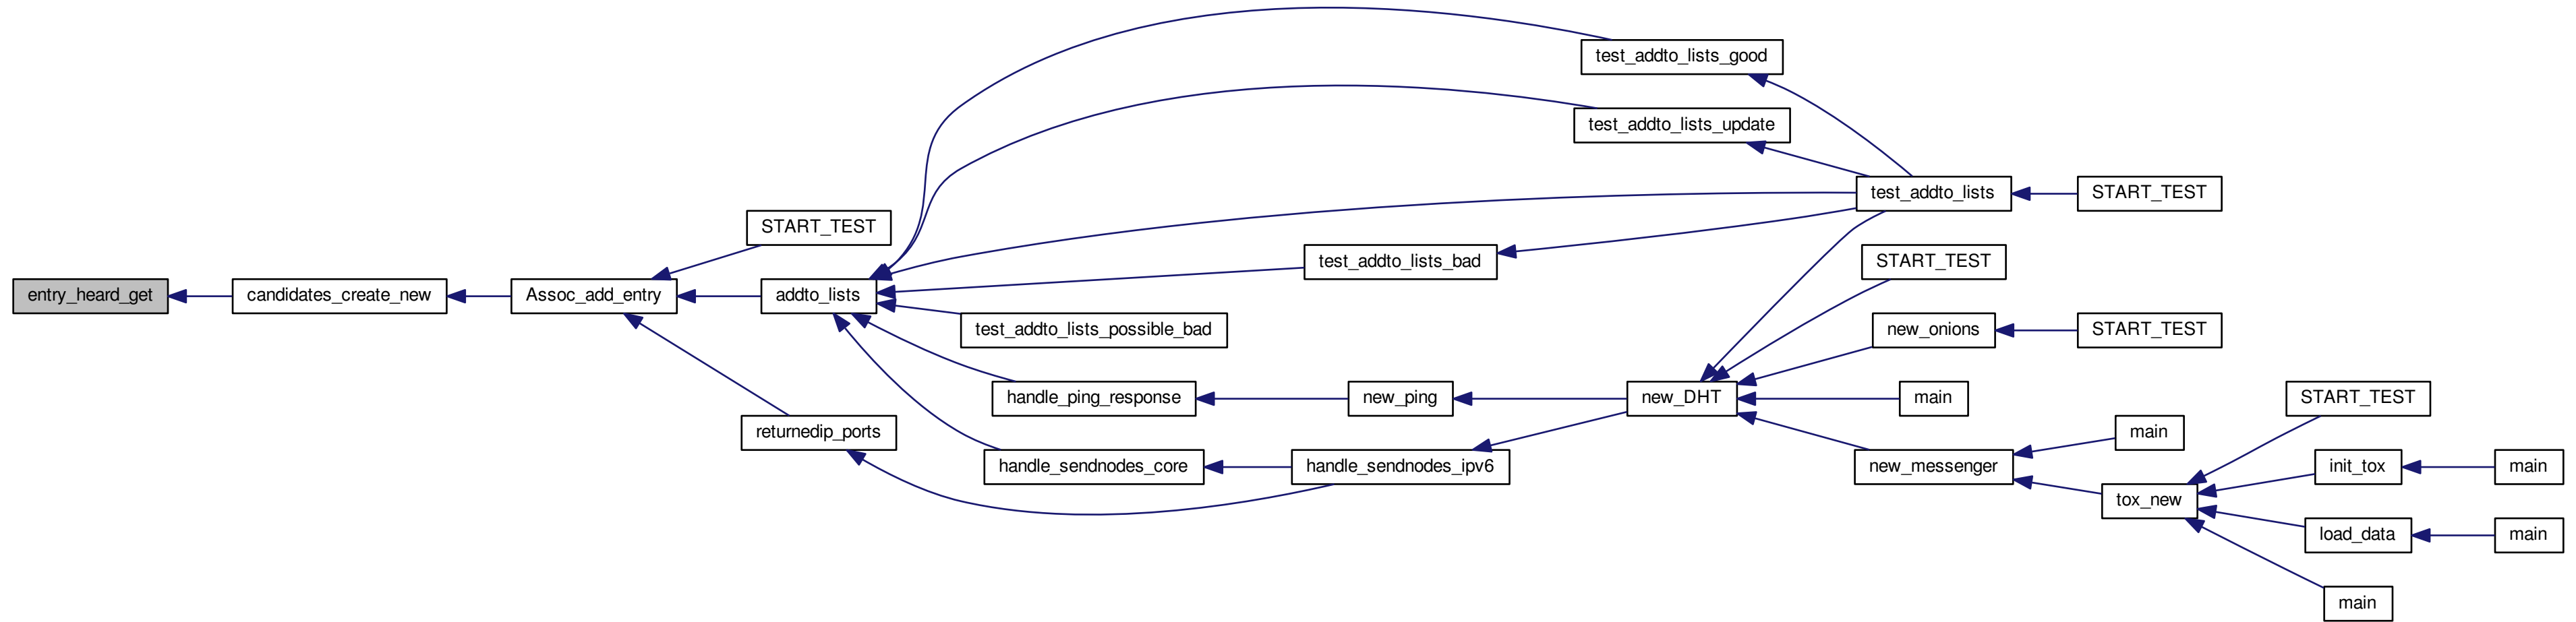 test_addto_lists_good
test_addto_lists_update
test_addto_lists
START_TEST
START_TEST
test_addto_lists_bad
START_TEST
entry_heard_get
candidates_create_new
Assoc_add_entry
addto_lists
test_addto_lists_possible_bad
new_onions
START_TEST
handle_ping_response
new_ping
new_DHT
main
START_TEST
returnedip_ports
main
handle_sendnodes_core
handle_sendnodes_ipv6
new_messenger
init_tox
main
tox_new
load_data
main
main